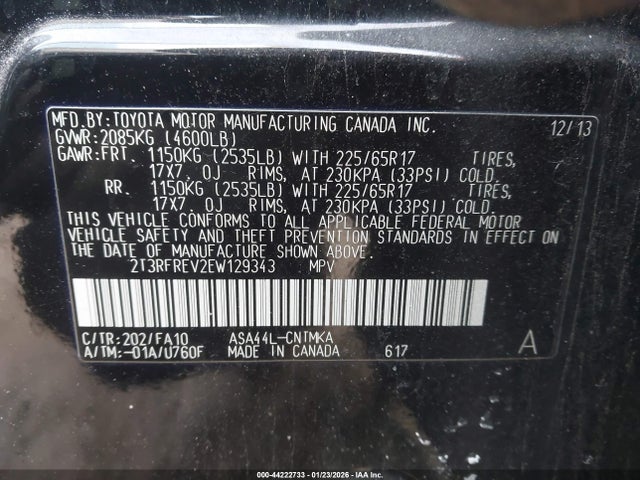 MFD.BY:TOYOTA MOTOR MANUFACTURING CANADA INC. 12/13
GVWR:2085KG (4600LB)
GAWR:FRT. 1150KG (2535LB) WITH 225/65R17 TIRES,
17X7.0J RIMS, AT 230KPA (33PSI) COLD.
RR. 1150KG (2535LB) WITH 225/65R17 TIRES,
17X7.0J RIMS, AT 230KPA (33PSI) COLD.
THIS VEHICLE CONFORMS TO ALL APPLICABLE FEDERAL MOTOR
VEHICLE SAFETY AND THEFT PREVENTION STANDARDS IN EFFECT ON
THE DATE OF MANUFACTURE SHOWN ABOVE.
2T3RFREV2EW129343 MPV
C/TR:202/FA10 ASA44L-CNTMKA
A/TM:-01A/U760F MADE IN CANADA 617 A
000-44222733 - 01/23/2026 - IAA Inc.